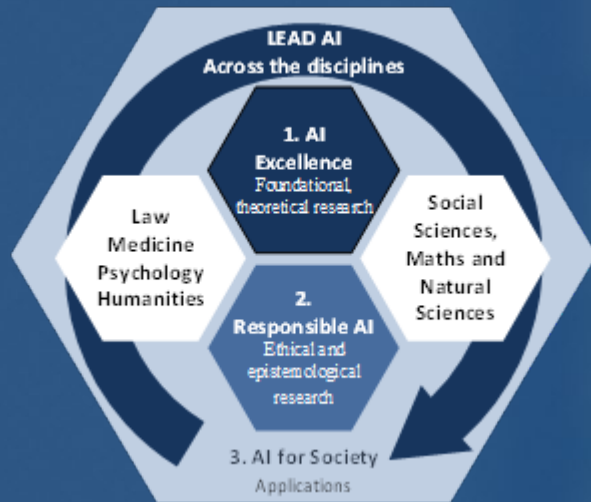 LEAD AI
Across the disciplines
1. AI
Excellence
Foundational,
theoretical research
Law
Medicine
Psychology
Humanities
Social
Sciences,
Maths and
Natural
Sciences
2.
Responsible AI
Ethical and
epistemological
research
3. AI for Society
Applications